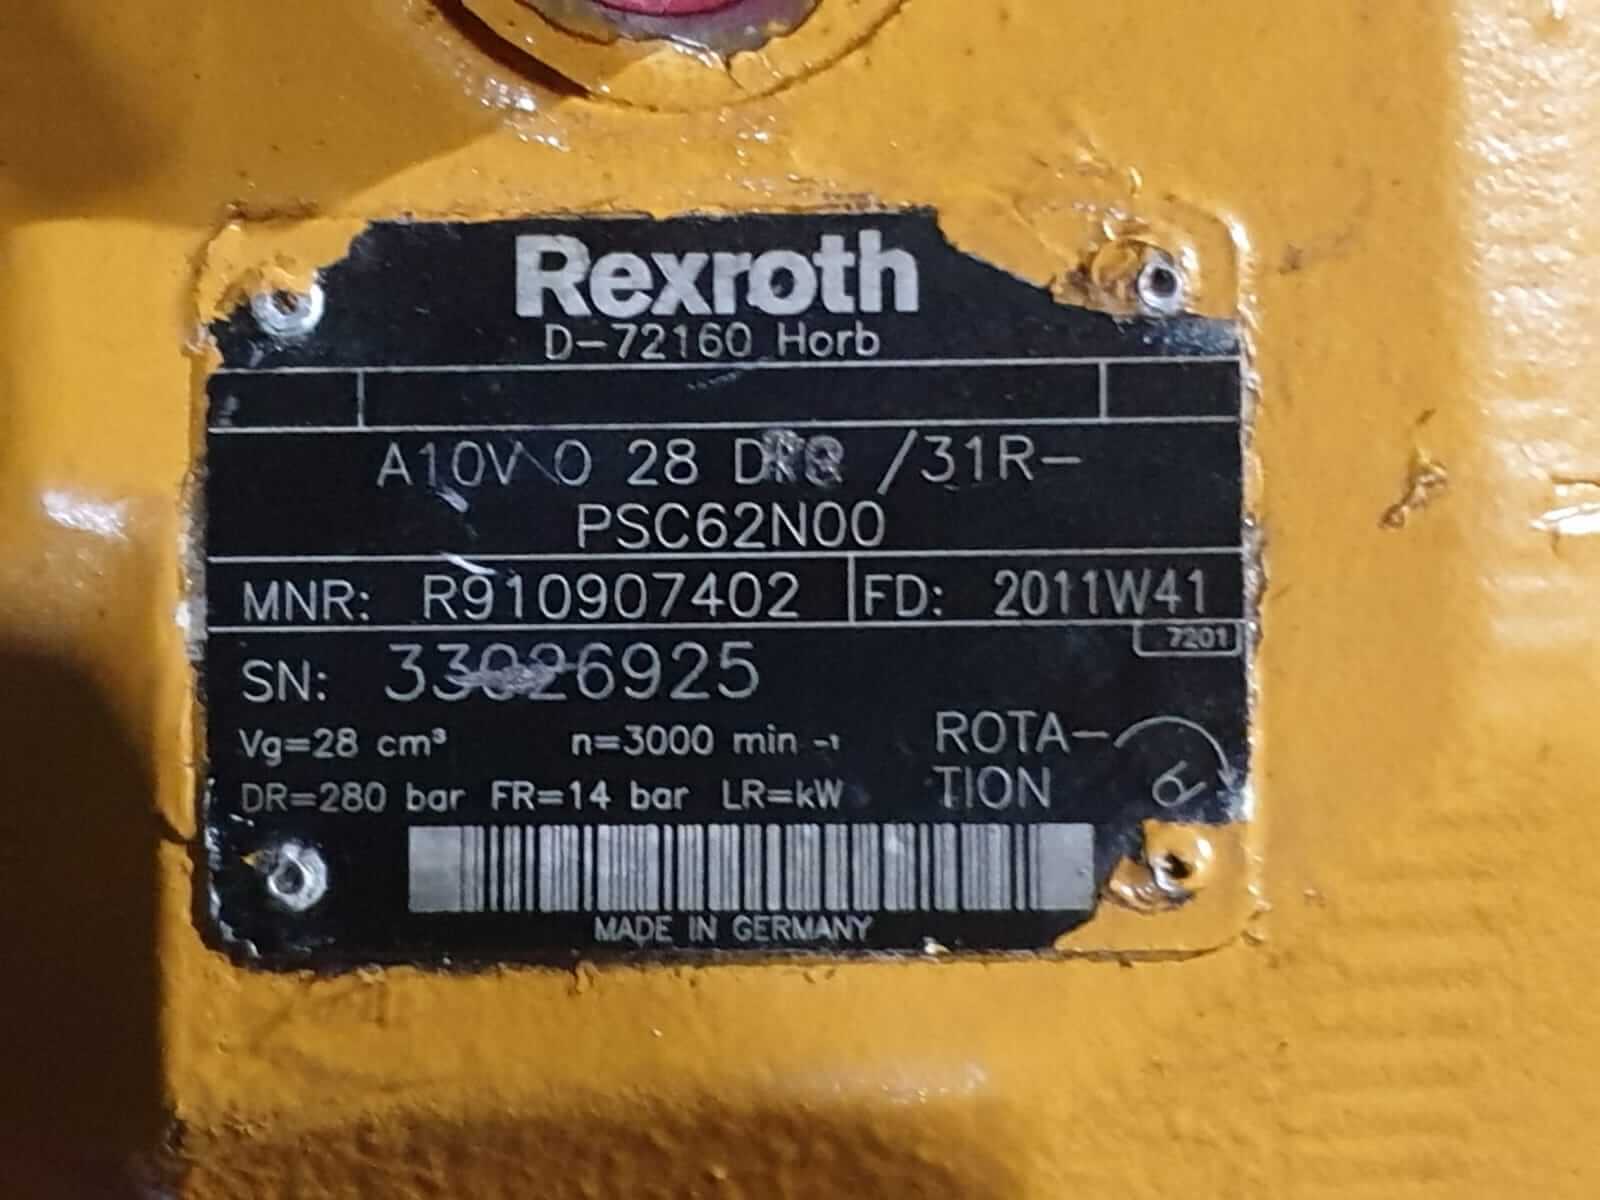 Rexroth
D-72160 Horb
A10V O 28 /31R-
PSC62N00
MNR: R910907402 FD: 2011W41
7201
SN: 33026925
Vg=28 cm³ n=3000 min -1
ROTA-
TION
R
DR=280 bar FR=14 bar LR=kW
MADE IN GERMANY